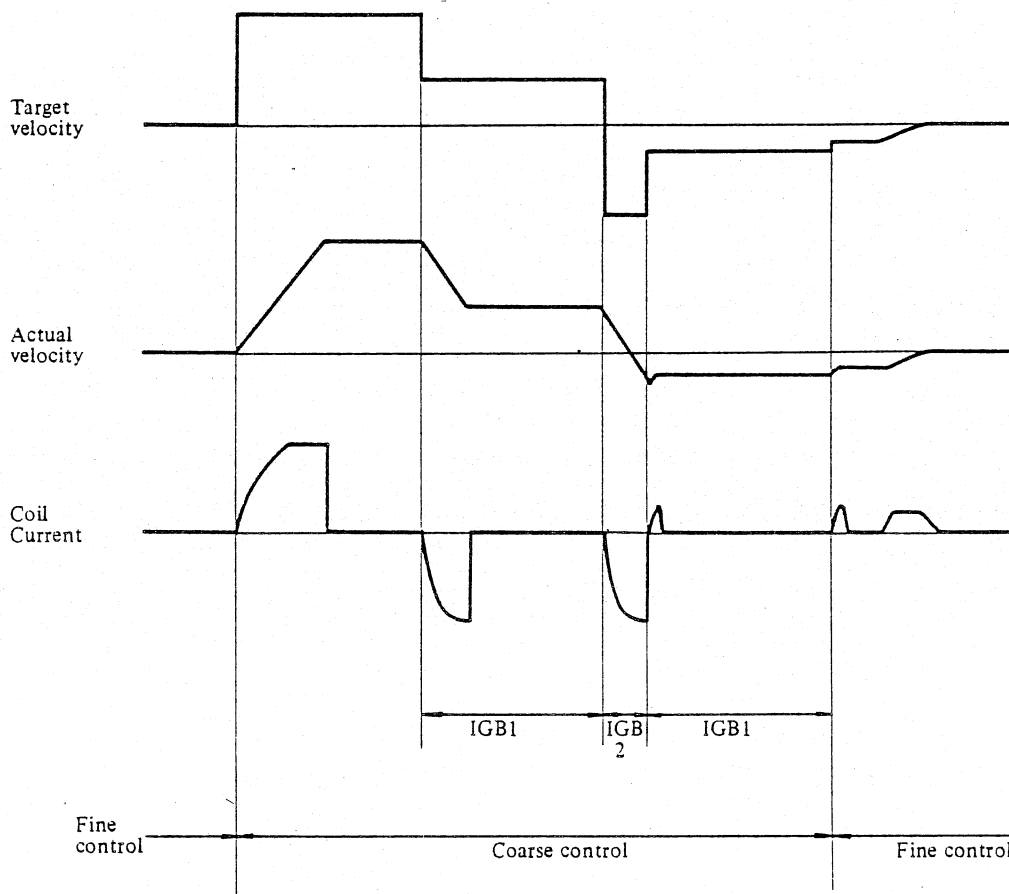 Target
velocity
Actual
velocity
Coil
Current
IGB1
IGB
2
IGB1
Fine
control
Coarse control
Fine control